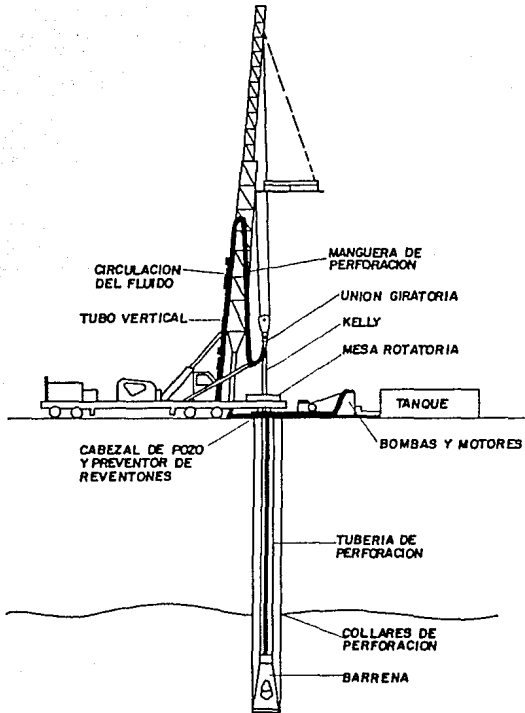 CIRCULACION
DEL FLUIDO
MANGUERA DE
PERFORACION
TUBO VERTICAL
UNION GIRATORIA
KELLY
MESA ROTATORIA
TANQUE
CABEZAL DE POZO
Y PREVENTOR DE
REVENTONES
BOMBAS Y MOTORES
TUBERIA DE
PERFORACION
COLLARES DE
PERFORACION
BARRENA